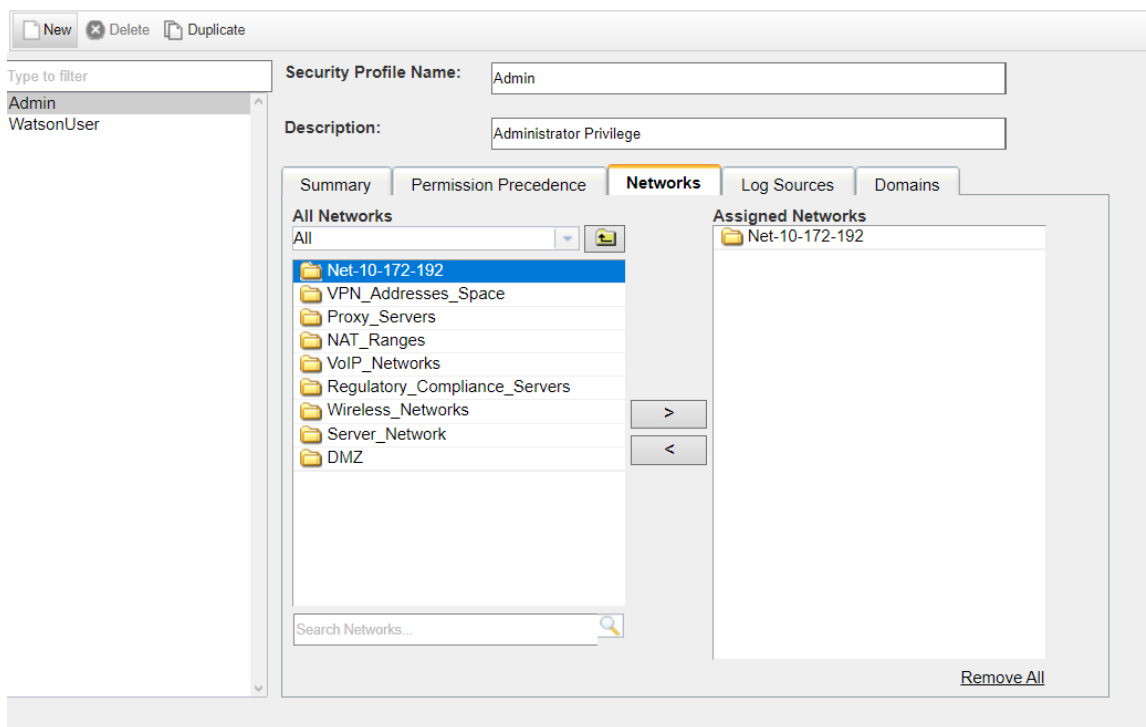 New Delete Duplicate
Type to filter
Admin
WatsonUser
Security Profile Name: Admin
Description: Administrator Privilege
Summary Permission Precedence Networks Log Sources Domains
All Networks
All
Net-10-172-192
VPN_Addresses_Space
Proxy_Servers
NAT_Ranges
VoIP_Networks
Regulatory_Compliance_Servers
Wireless_Networks
Server_Network
DMZ
Search Networks...
>
<
Assigned Networks
Net-10-172-192
Remove All